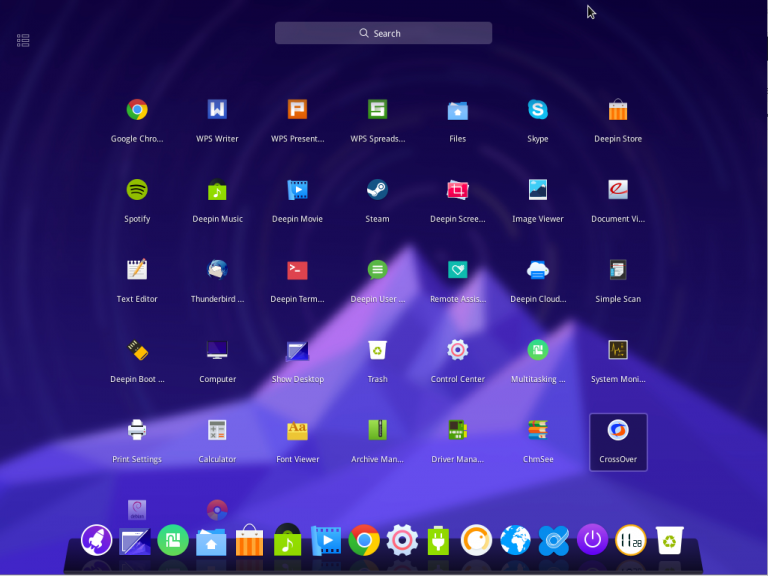 Search
Google Chro...
WPS Writer
WPS Present...
WPS Spreads...
Files
Skype
Deepin Store
Spotify
Deepin Music
Deepin Movie
Steam
Deepin Scree...
Image Viewer
Document Vi...
Text Editor
Thunderbird ...
Deepin Term...
Deepin User ...
Remote Assis...
Deepin Cloud...
Simple Scan
Deepin Boot ...
Computer
Show Desktop
Trash
Control Center
Multitasking ...
System Moni...
Print Settings
Calculator
Font Viewer
Archive Man...
Driver Mana...
ChmSee
CrossOver
11 28